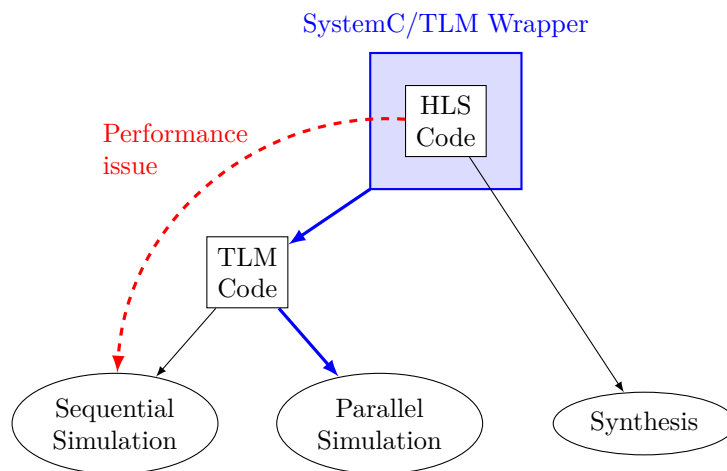 SystemC/TLM Wrapper
HLS
Code
Performance
issue
TLM
Code
Sequential
Simulation
Parallel
Simulation
Synthesis